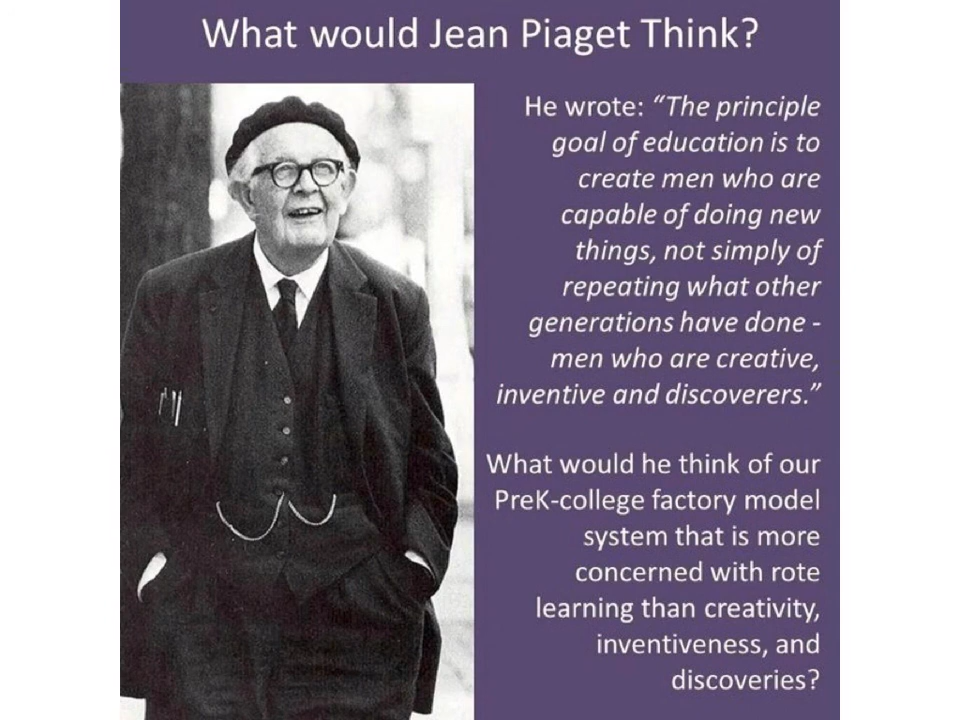 What would Jean Piaget Think?
He wrote: “The principle
goal of education is to
create men who are
capable of doing new
things, not simply of
repeating what other
generations have done -
men who are creative,
inventive and discoverers.”
What would he think of our
PreK-college factory model
system that is more
concerned with rote
learning than creativity,
inventiveness, and
discoveries?